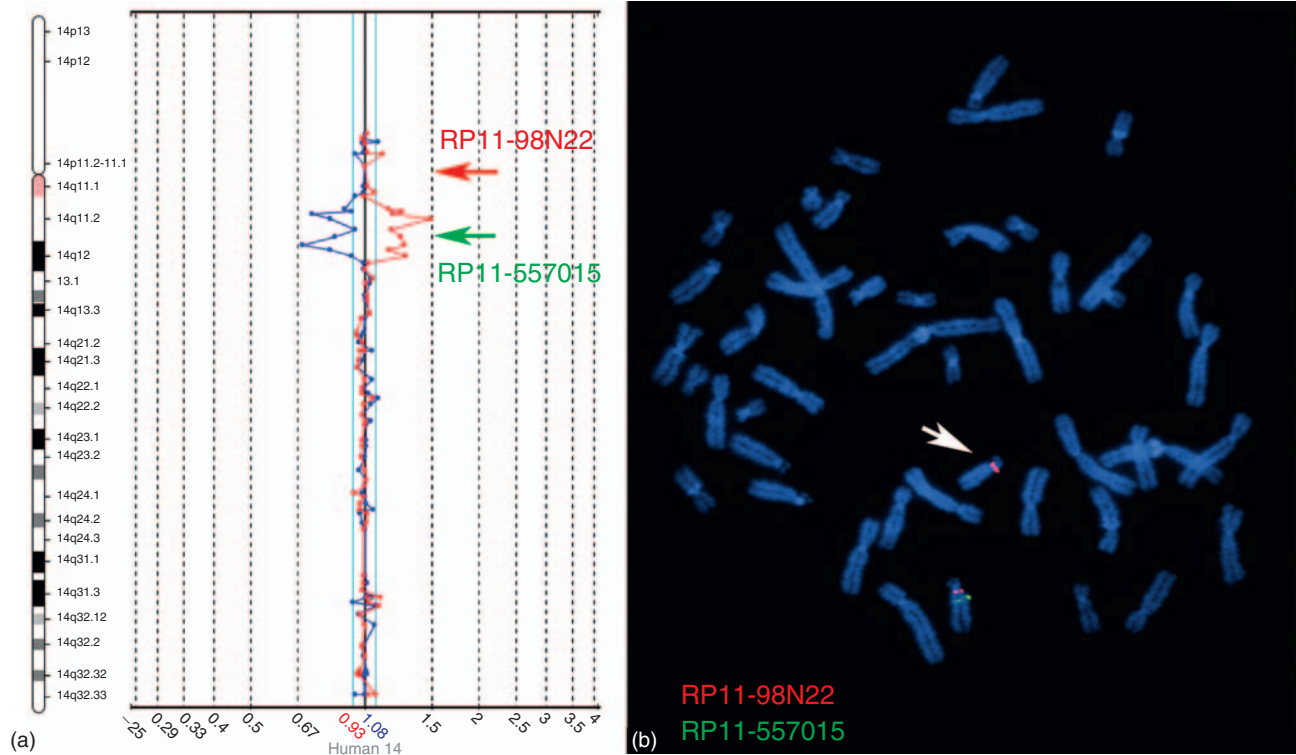 14p13
14p12
14p11.2-11.1
14q11.1
14q11.2
14q12
13.1
14q13.3
14q21.2
14q21.3
14q22.1
14q22.2
14q23.1
14q23.2
14q24.1
14q24.2
14q24.3
14q31.1
14q31.3
14q32.12
14q32.2
14q32.32
14q32.33
RP11-98N22
RP11-557015
–25 0.29 0.33 0.4 0.5 0.67 0.93 1.08 1.5 2 2.5 3 3.5 4
Human 14
(a)
RP11-98N22
RP11-557015
(b)